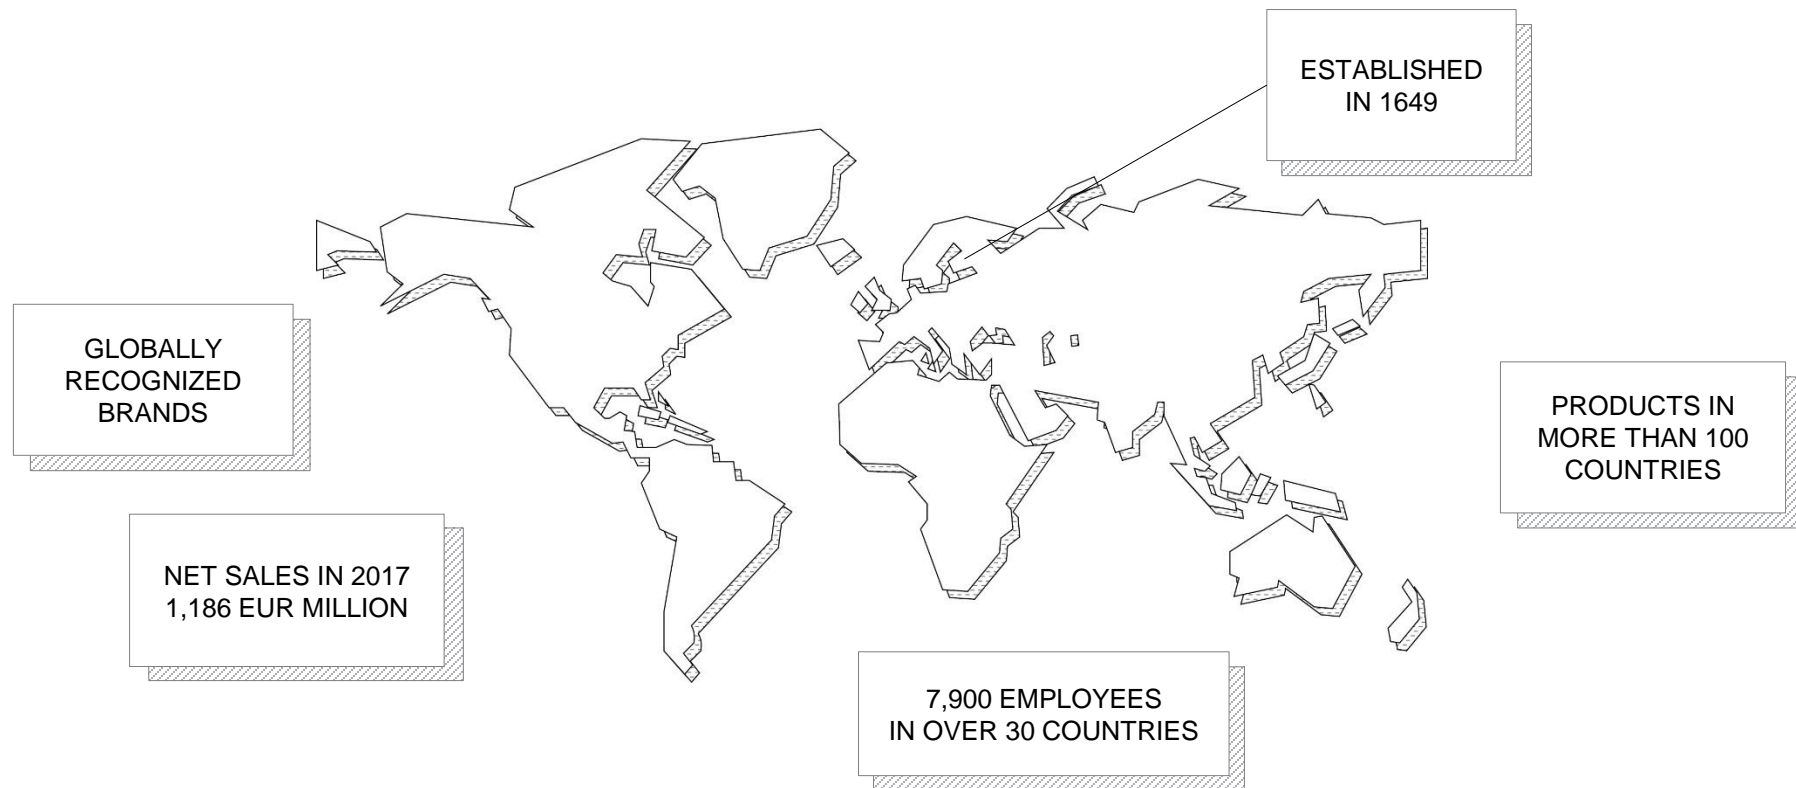 ESTABLISHED
IN 1649
GLOBALLY
RECOGNIZED
BRANDS
PRODUCTS IN
MORE THAN 100
COUNTRIES
NET SALES IN 2017
1,186 EUR MILLION
7,900 EMPLOYEES
IN OVER 30 COUNTRIES